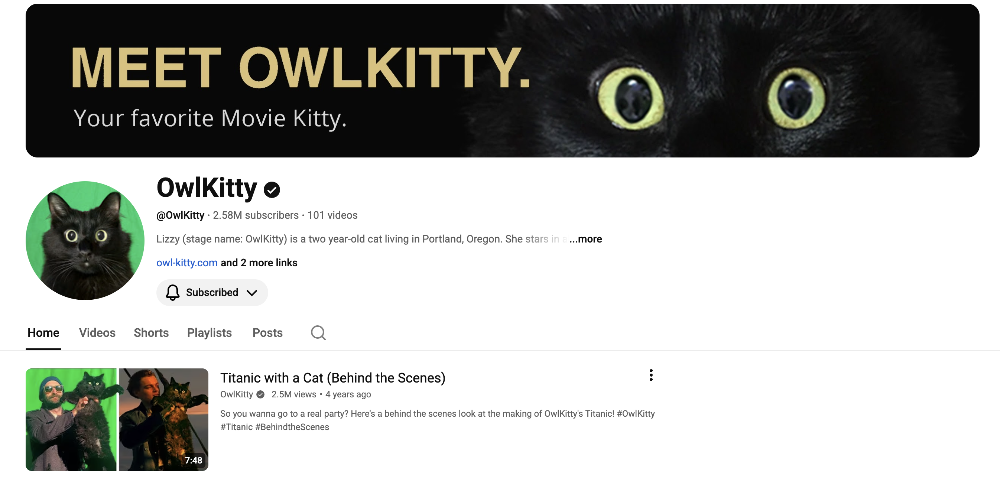 MEET OWLKITTY.
Your favorite Movie Kitty.
OwlKitty
@OwlKitty · 2.58M subscribers · 101 videos
Lizzy (stage name: OwlKitty) is a two year-old cat living in Portland, Oregon. She stars in a ...more
owl-kitty.com and 2 more links
Subscribed
Home Videos Shorts Playlists Posts
Titanic with a Cat (Behind the Scenes)
OwlKitty 2.5M views • 4 years ago
So you wanna go to a real party? Here's a behind the scenes look at the making of OwlKitty's Titanic! #OwlKitty
#Titanic #BehindtheScenes
7:48